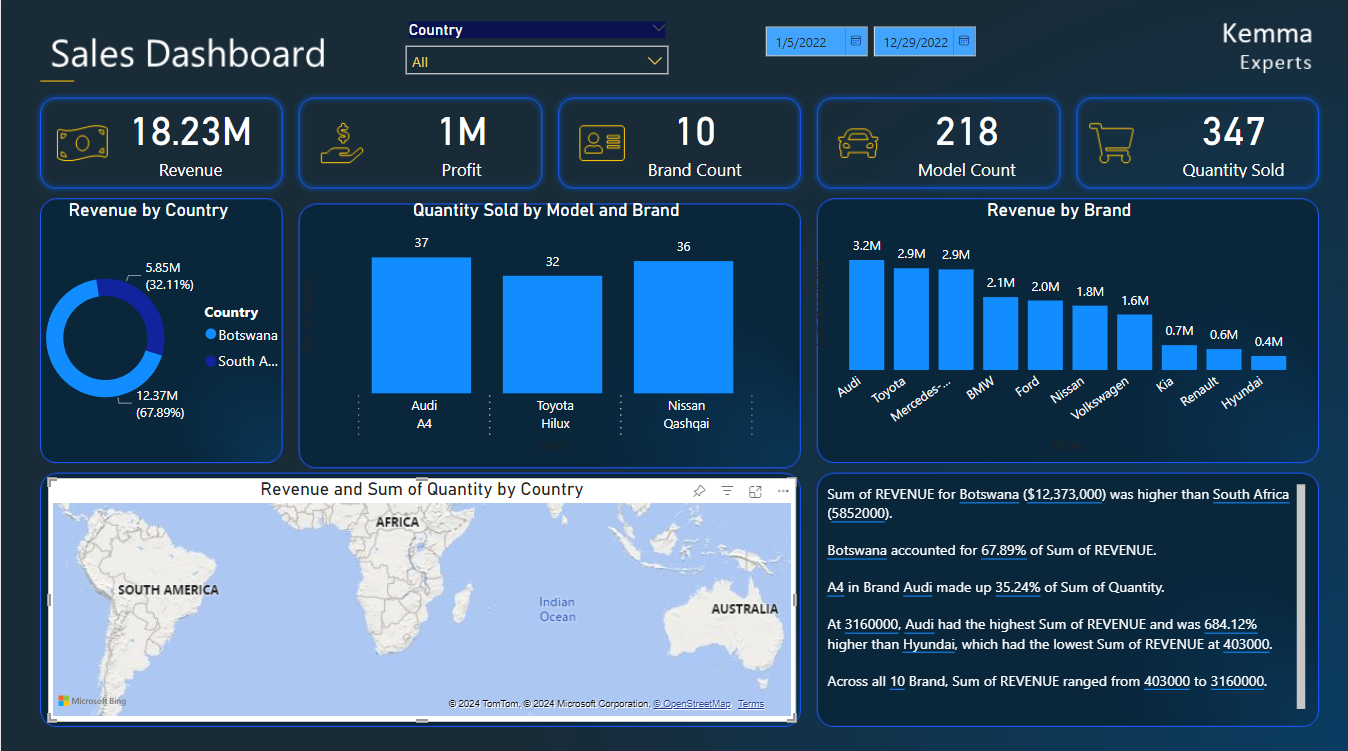 Sales Dashboard
Country
All
1/5/2022
12/29/2022
Kemma
Experts
18.23M
Revenue
1M
Profit
10
Brand Count
218
Model Count
347
Quantity Sold
Revenue by Country
5.85M
(32.11%)
Country
Botswana
South A...
12.37M
(67.89%)
Quantity Sold by Model and Brand
37
32
36
Audi
Toyota
Nissan
A4
Hilux
Qashqai
Revenue by Brand
3.2M
2.9M
2.9M
2.1M
2.0M
1.8M
1.6M
0.7M
0.6M
0.4M
Audi
Toyota
Mercedes-...
BMW
Ford
Nissan
Volkswagen
Kia
Renault
Hyundai
Revenue and Sum of Quantity by Country
AFRICA
SOUTH AMERICA
Indian
Ocean
AUSTRALIA
Microsoft Bing
© 2024 TomTom, © 2024 Microsoft Corporation, © OpenStreetMap Terms
Sum of REVENUE for Botswana ($12,373,000) was higher than South Africa
(5852000).
Botswana accounted for 67.89% of Sum of REVENUE.
A4 in Brand Audi made up 35.24% of Sum of Quantity.
At 3160000, Audi had the highest Sum of REVENUE and was 684.12%
higher than Hyundai, which had the lowest Sum of REVENUE at 403000.
Across all 10 Brand, Sum of REVENUE ranged from 403000 to 3160000.